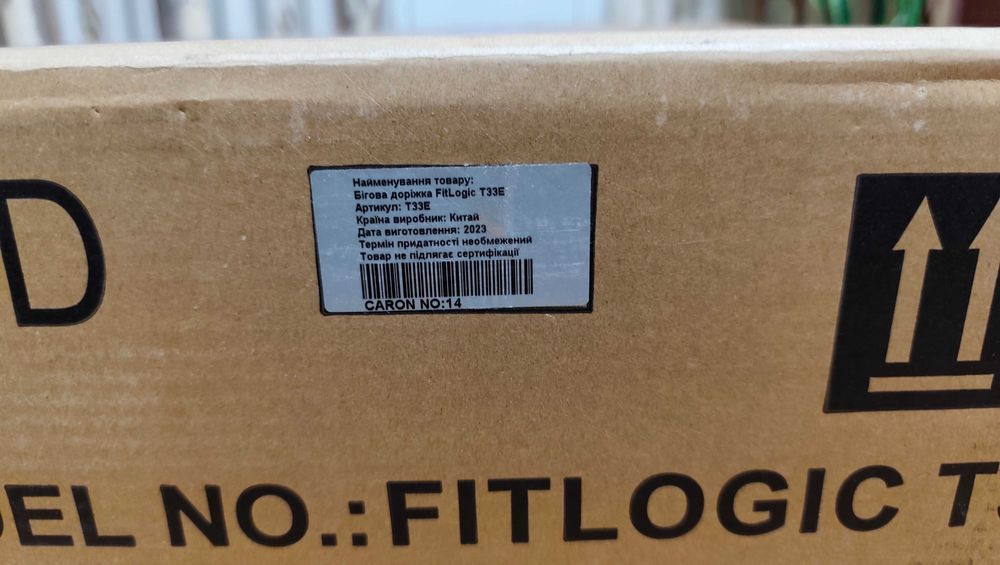 D
Найменування товару:
Бігова доріжка FitLogic T33E
Артикул: T33E
Країна виробник: Китай
Дата виготовлення: 2023
Термін придатності необмежений
Товар не підлягає сертифікації
CARON NO:14
DEL NO.:FITLOGIC T